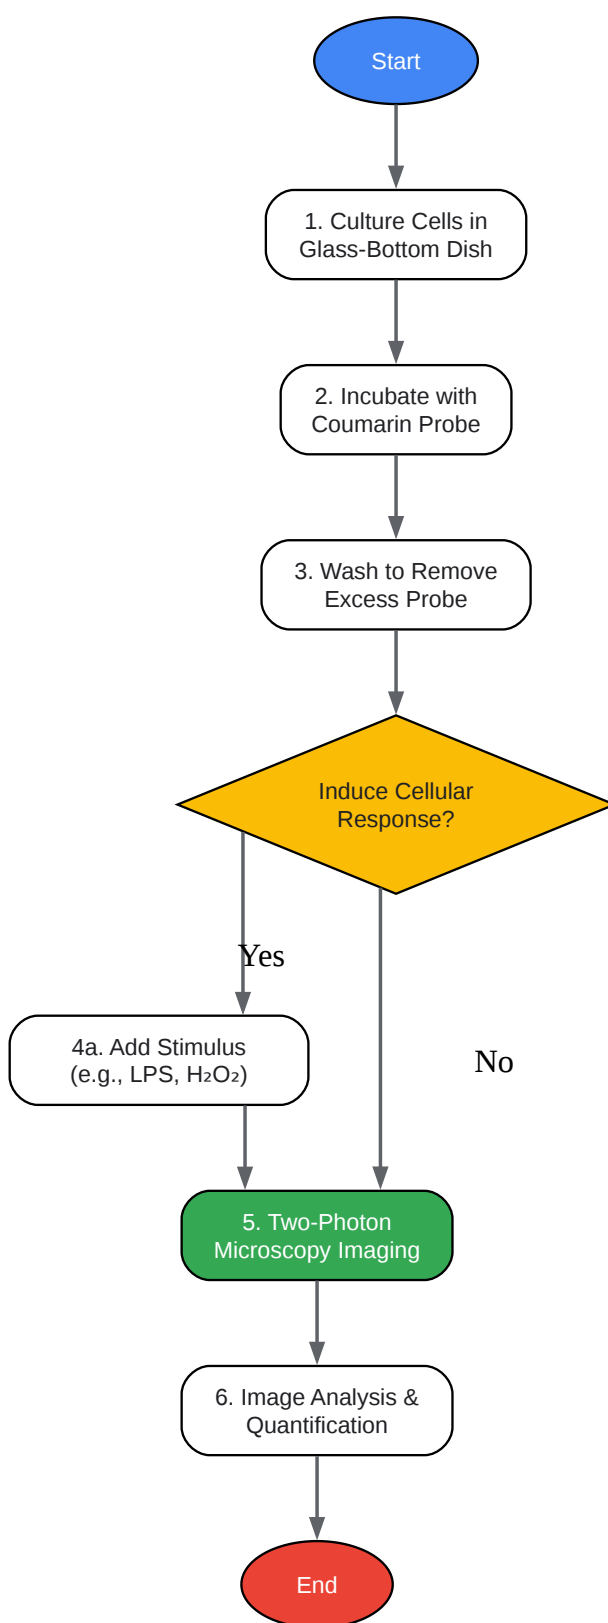 Start
1. Culture Cells in
Glass-Bottom Dish
2. Incubate with
Coumarin Probe
3. Wash to Remove
Excess Probe
Induce Cellular
Response?
Yes
4a. Add Stimulus
(e.g., LPS, H₂O₂)
No
5. Two-Photon
Microscopy Imaging
6. Image Analysis &
Quantification
End